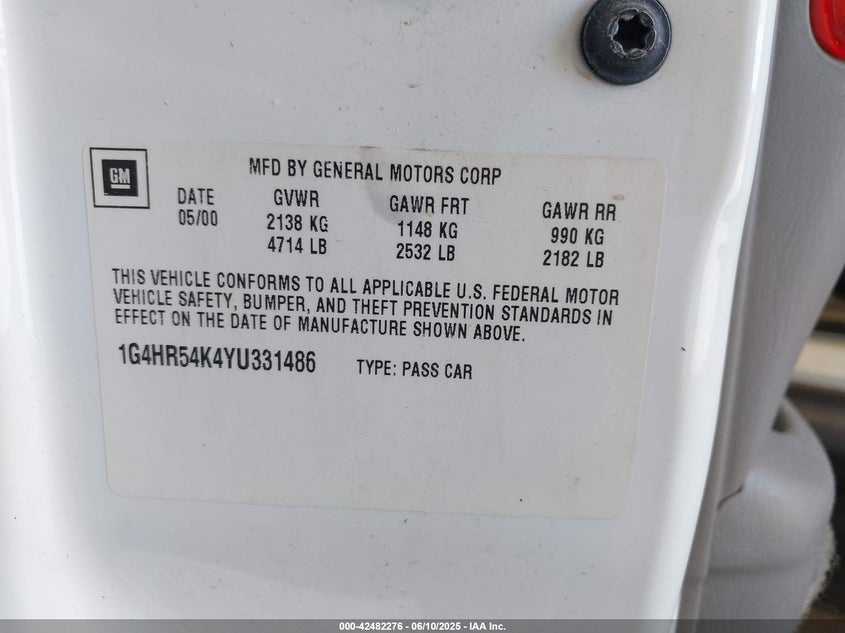 GM
MFD BY GENERAL MOTORS CORP
DATE GVWR GAWR FRT GAWR RR
05/00 2138 KG 1148 KG 990 KG
4714 LB 2532 LB 2182 LB
THIS VEHICLE CONFORMS TO ALL APPLICABLE U.S. FEDERAL MOTOR
VEHICLE SAFETY, BUMPER, AND THEFT PREVENTION STANDARDS IN
EFFECT ON THE DATE OF MANUFACTURE SHOWN ABOVE.
1G4HR54K4YU331486 TYPE: PASS CAR
000-42482276 - 06/10/2025 - IAA Inc.